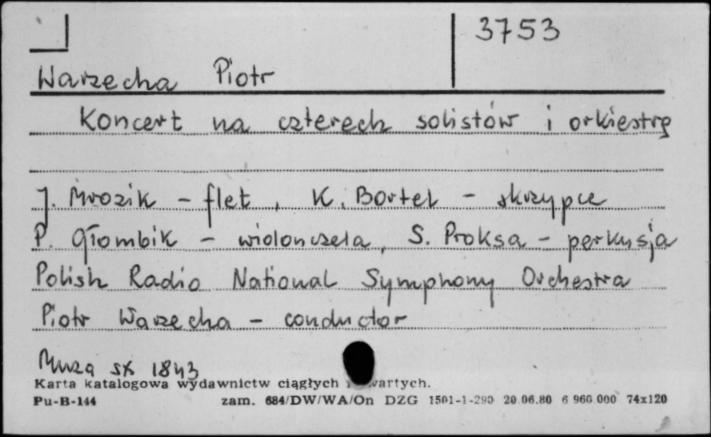 3753
Warzecha Piotr
Koncert na czterech solistów i orkiestrę
J. Mrozik - flet, K. Bortel - skrzypce
P. Głombik - wiolonczela, S. Proksa - perkusja
Polish Radio National Symphony Orchestra
Piotr Warzecha - conductor
Muza sx 1843
Karta katalogowa wydawnictw ciągłych i zwartych.
Pu-B-144 zam. 684/DW/WA/On DZG 1501-1-290 20.06.80 6 960 000 74x120